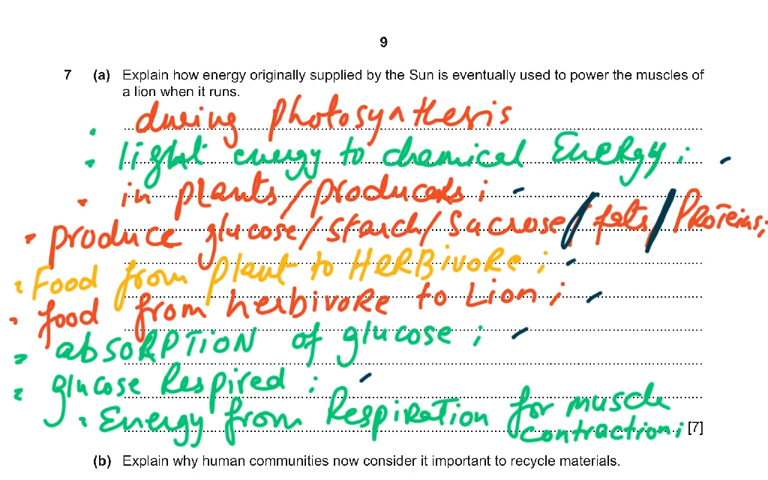 9
7 (a) Explain how energy originally supplied by the Sun is eventually used to power the muscles of
a lion when it runs.
during photosynthesis
light energy to chemical Energy;
in plants/producers;
produce glucose/starch/Sucrose/fats/Proteins;
Food from Plant to HERBivore;
food from herbivore to Lion;
absORPTION of glucose;
glucose Respired;
Energy from Respiration for muscle
contraction; [7]
(b) Explain why human communities now consider it important to recycle materials.